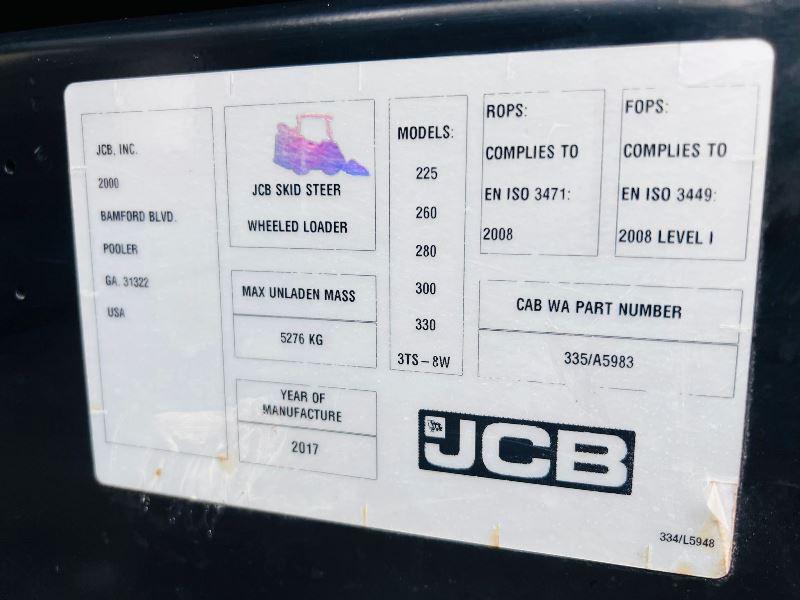 JCB, INC.
2000
BAMFORD BLVD.
POOLER
GA. 31322
USA
JCB SKID STEER
WHEELED LOADER
MAX UNLADEN MASS
5276 KG
YEAR OF
MANUFACTURE
2017
MODELS:
225
260
280
300
330
3TS – 8W
ROPS:
COMPLIES TO
EN ISO 3471:
2008
FOPS:
COMPLIES TO
EN ISO 3449:
2008 LEVEL I
CAB WA PART NUMBER
335/A5983
JCB
334/L5948